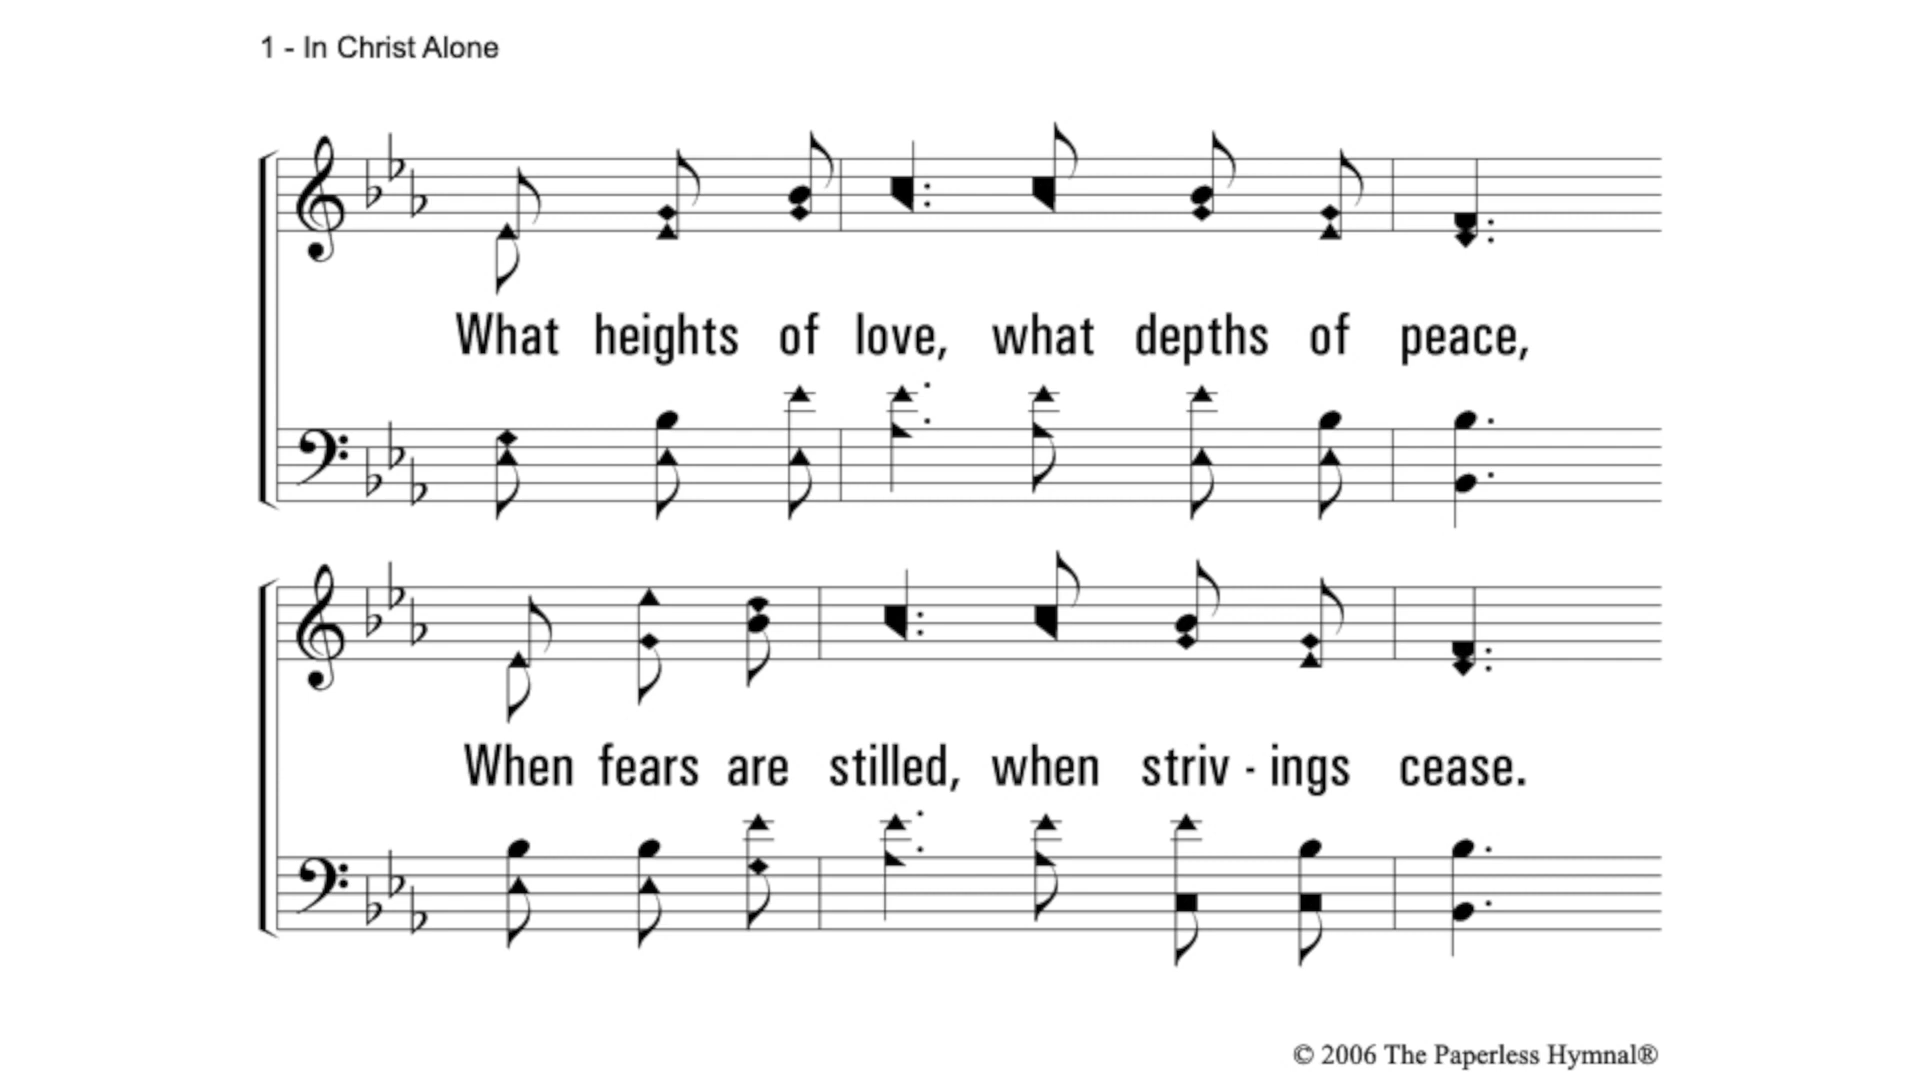 1 - In Christ Alone
What heights of love, what depths of peace,
When fears are stilled, when striv - ings cease.
© 2006 The Paperless Hymnal®